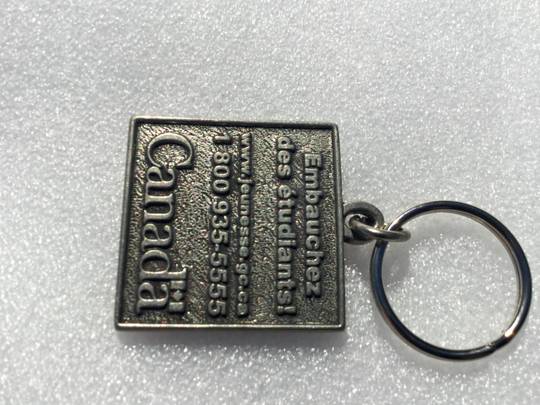 Embauchez
des étudiants!
www.jeunesse.gc.ca
1 800 935-5555
Canada